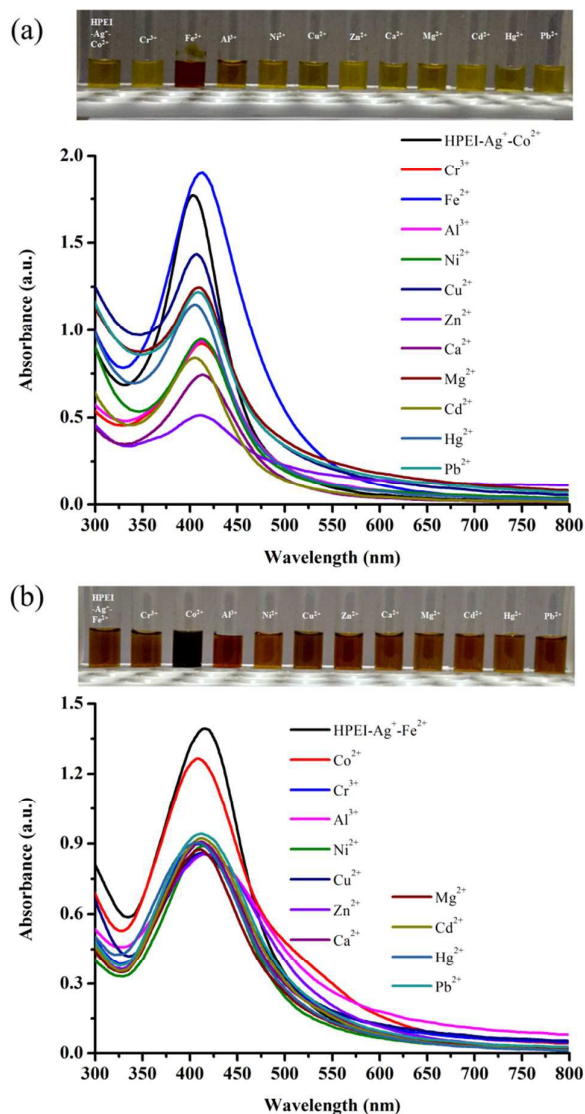 (a)
HPEI
-Ag⁺-
Co²⁺
Cr³⁺
Fe²⁺
Al³⁺
Ni²⁺
Cu²⁺
Zn²⁺
Ca²⁺
Mg²⁺
Cd²⁺
Hg²⁺
Pb²⁺
HPEI-Ag⁺-Co²⁺
Cr³⁺
Fe²⁺
Al³⁺
Ni²⁺
Cu²⁺
Zn²⁺
Ca²⁺
Mg²⁺
Cd²⁺
Hg²⁺
Pb²⁺
Absorbance (a.u.)
2.0
1.5
1.0
0.5
0.0
300 350 400 450 500 550 600 650 700 750 800
Wavelength (nm)
(b)
HPEI
-Ag⁺-
Fe²⁺
Cr³⁺
Co²⁺
Al³⁺
Ni²⁺
Cu²⁺
Zn²⁺
Ca²⁺
Mg²⁺
Cd²⁺
Hg²⁺
Pb²⁺
HPEI-Ag⁺-Fe²⁺
Co²⁺
Cr³⁺
Al³⁺
Ni²⁺
Cu²⁺
Zn²⁺
Ca²⁺
Mg²⁺
Cd²⁺
Hg²⁺
Pb²⁺
Absorbance (a.u.)
1.5
1.2
0.9
0.6
0.3
0.0
300 350 400 450 500 550 600 650 700 750 800
Wavelength (nm)